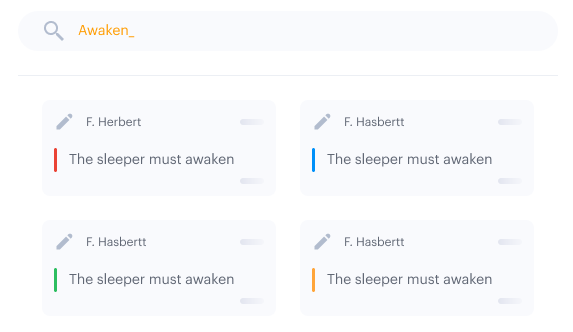 Awaken_
F. Herbert
F. Hasbertt
The sleeper must awaken
The sleeper must awaken
F. Hasbertt
F. Hasbertt
The sleeper must awaken
The sleeper must awaken